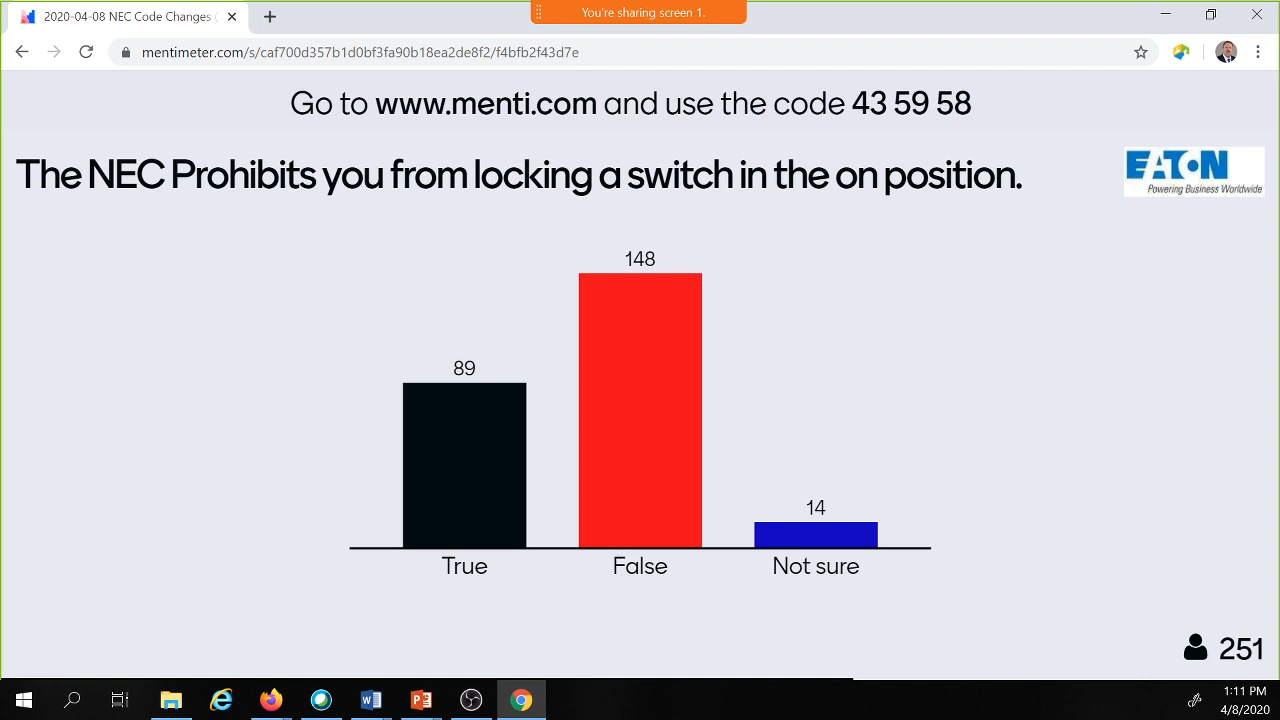 2020-04-08 NEC Code Changes (
You're sharing screen 1.
mentimeter.com/s/caf700d357b1d0bf3fa90b18ea2de8f2/f4bfb2f43d7e
Go to www.menti.com and use the code 43 59 58
The NEC Prohibits you from locking a switch in the on position.
EATON
Powering Business Worldwide
148
89
14
True
False
Not sure
251
1:11 PM
4/8/2020